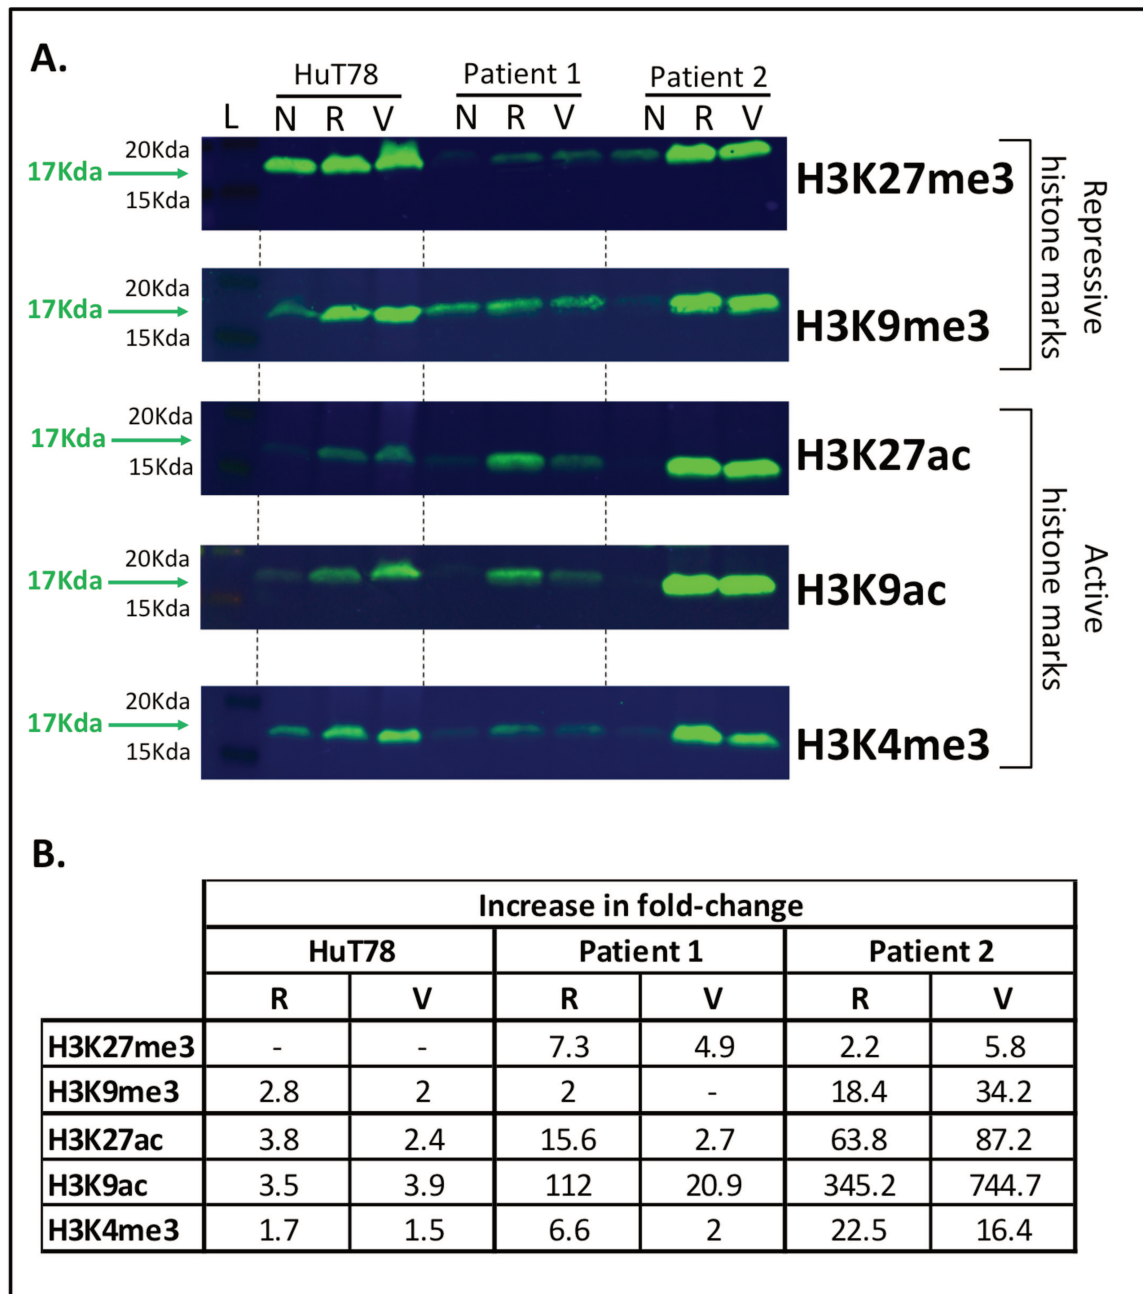 A.
HuT78 Patient 1 Patient 2
L N R V N R V N R V
20Kda
17Kda
15Kda
H3K27me3
20Kda
17Kda
15Kda
H3K9me3
Repressive
histone marks
20Kda
17Kda
15Kda
H3K27ac
20Kda
17Kda
15Kda
H3K9ac
20Kda
17Kda
15Kda
H3K4me3
Active
histone marks
B.
Increase in fold-change
HuT78 Patient 1 Patient 2
R V R V R V
H3K27me3 - - 7.3 4.9 2.2 5.8
H3K9me3 2.8 2 2 - 18.4 34.2
H3K27ac 3.8 2.4 15.6 2.7 63.8 87.2
H3K9ac 3.5 3.9 112 20.9 345.2 744.7
H3K4me3 1.7 1.5 6.6 2 22.5 16.4